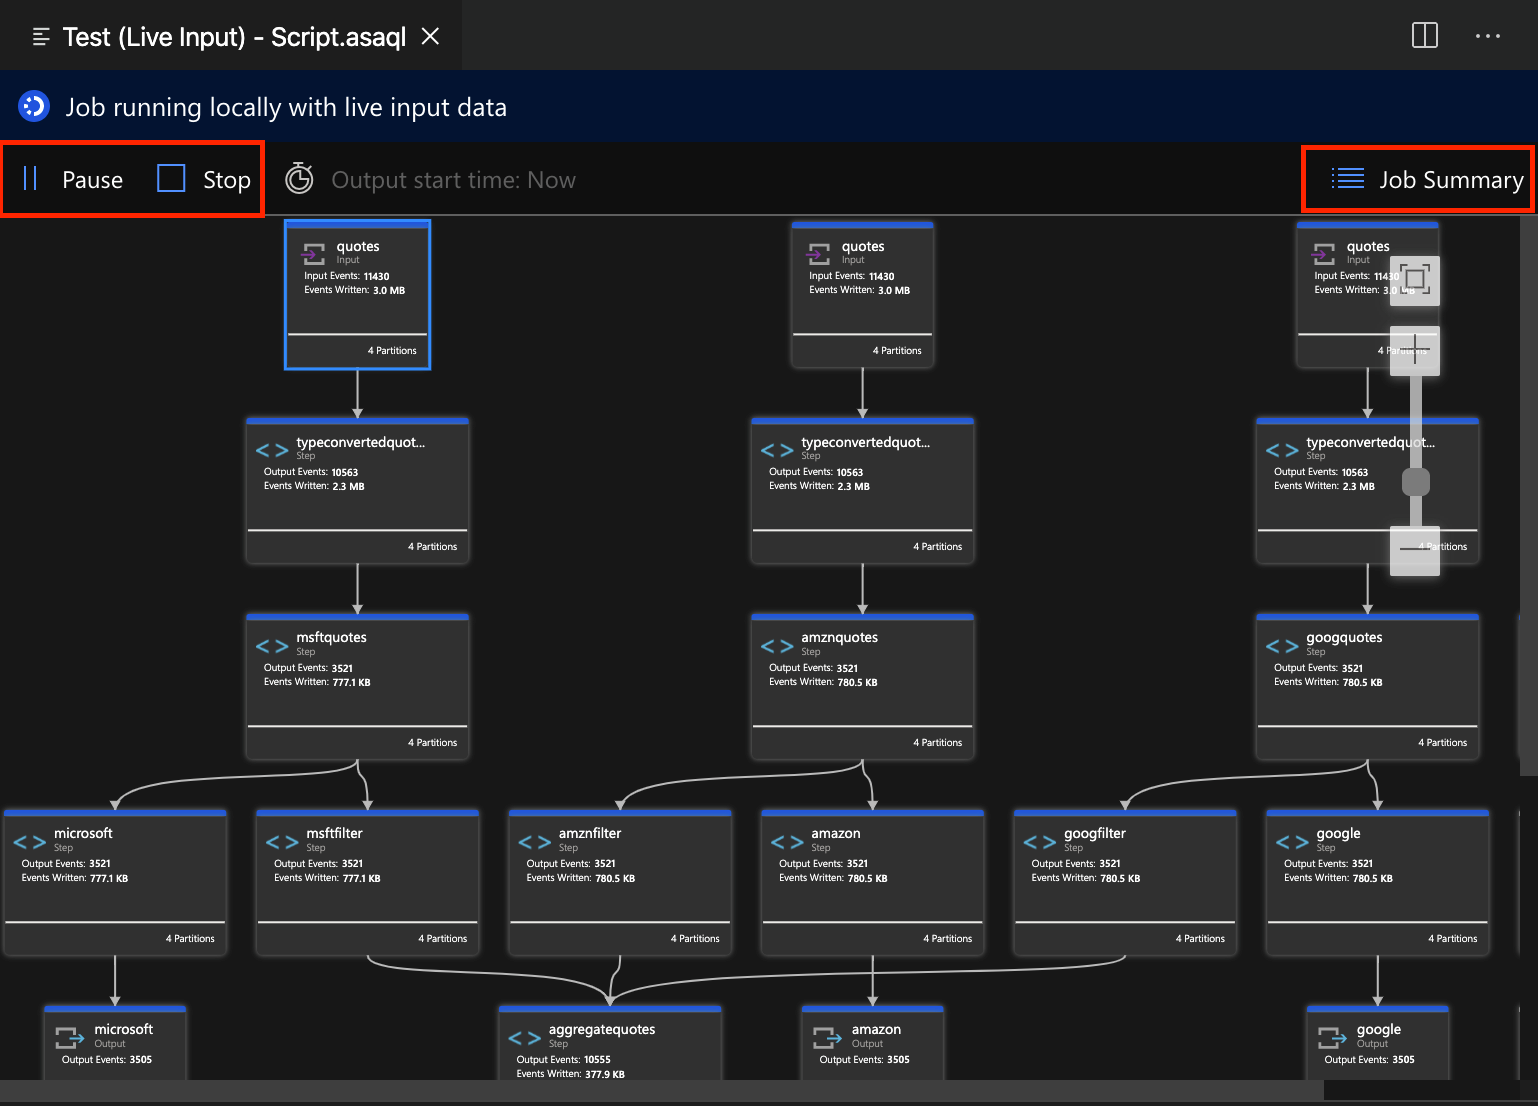 Test (Live Input) - Script.asaql
Job running locally with live input data
Pause
Stop
Output start time: Now
Job Summary
quotes
Input
Input Events: 11430
Events Written: 3.0 MB
4 Partitions
quotes
Input
Input Events: 11430
Events Written: 3.0 MB
4 Partitions
quotes
Input
Input Events: 11430
Events Written: 3.0 MB
4 Partitions
typeconvertedquot...
Step
Output Events: 10563
Events Written: 2.3 MB
4 Partitions
typeconvertedquot...
Step
Output Events: 10563
Events Written: 2.3 MB
4 Partitions
typeconvertedquot...
Step
Output Events: 10563
Events Written: 2.3 MB
4 Partitions
msftquotes
Step
Output Events: 3521
Events Written: 777.1 KB
4 Partitions
amznquotes
Step
Output Events: 3521
Events Written: 780.5 KB
4 Partitions
googquotes
Step
Output Events: 3521
Events Written: 780.5 KB
4 Partitions
microsoft
Step
Output Events: 3521
Events Written: 777.1 KB
4 Partitions
msftfilter
Step
Output Events: 3521
Events Written: 777.1 KB
4 Partitions
amznfilter
Step
Output Events: 3521
Events Written: 780.5 KB
4 Partitions
amazon
Step
Output Events: 3521
Events Written: 780.5 KB
4 Partitions
googfilter
Step
Output Events: 3521
Events Written: 780.5 KB
4 Partitions
google
Step
Output Events: 3521
Events Written: 780.5 KB
4 Partitions
microsoft
Output
Output Events: 3505
aggregatequotes
Step
Output Events: 10555
Events Written: 377.9 KB
amazon
Output
Output Events: 3505
google
Output
Output Events: 3505